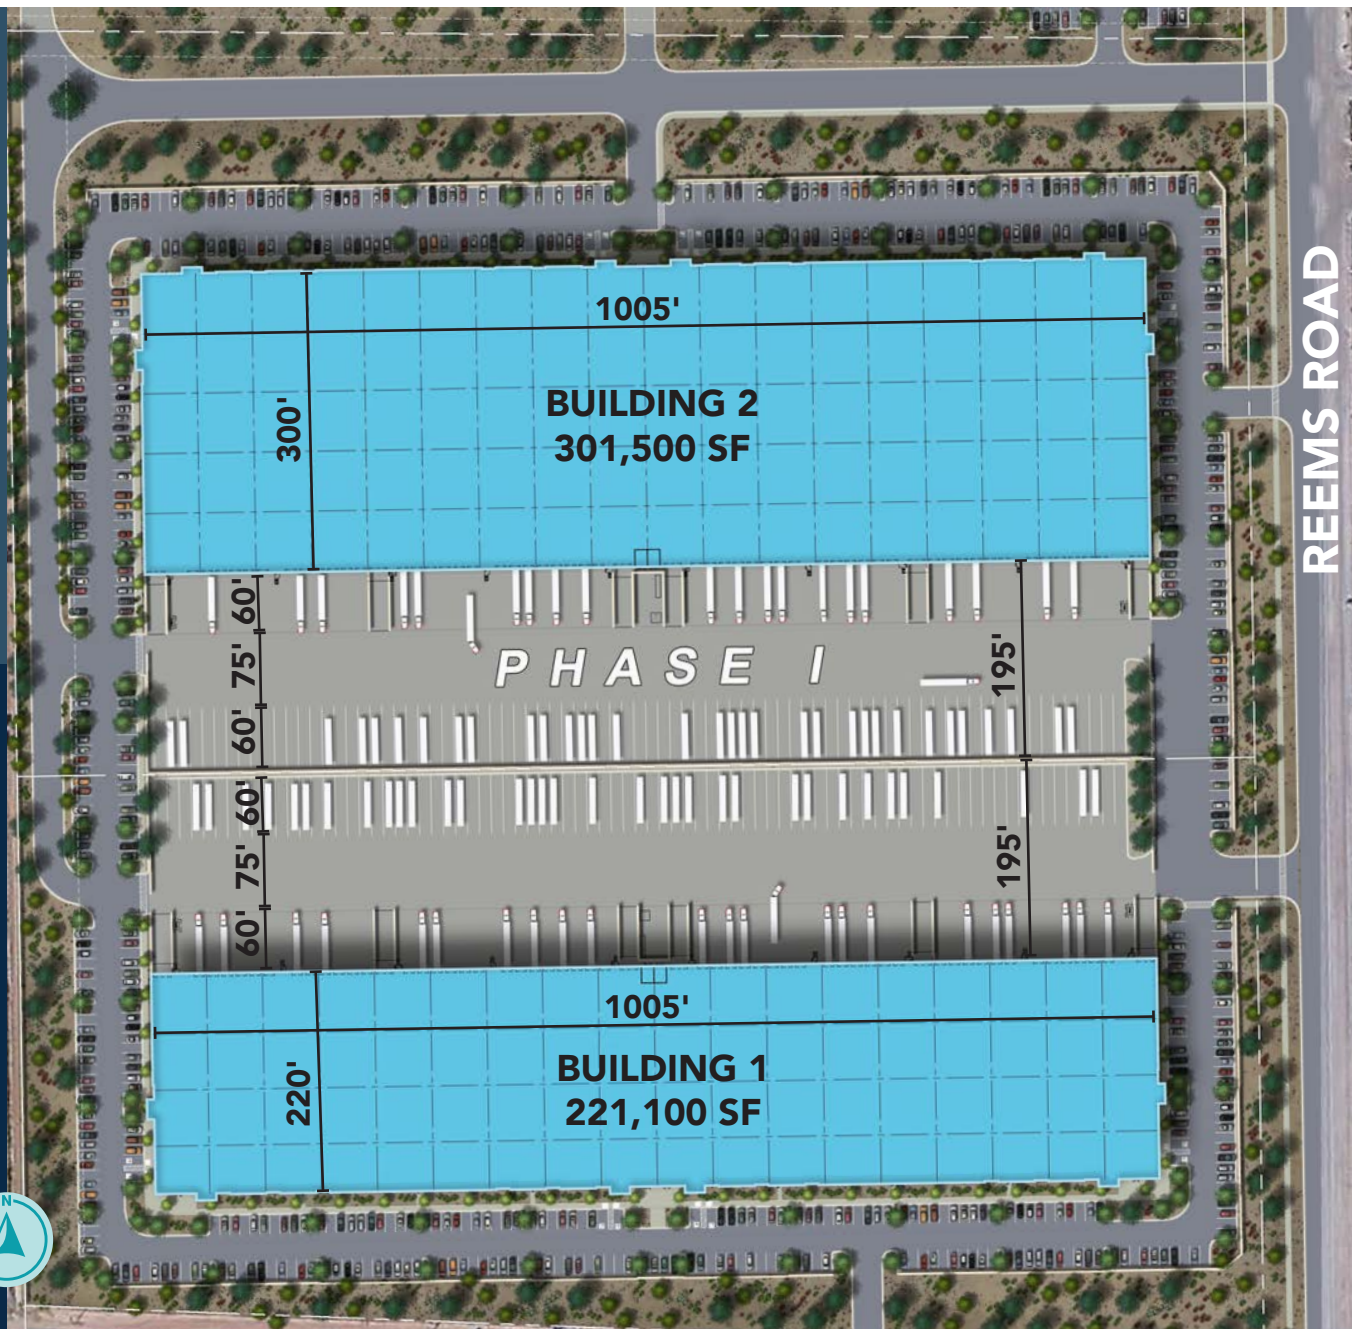 REEMS ROAD
1005'
300'
BUILDING 2
301,500 SF
60'
75'
60'
195'
PHASE I
60'
75'
60'
195'
1005'
220'
BUILDING 1
221,100 SF
N